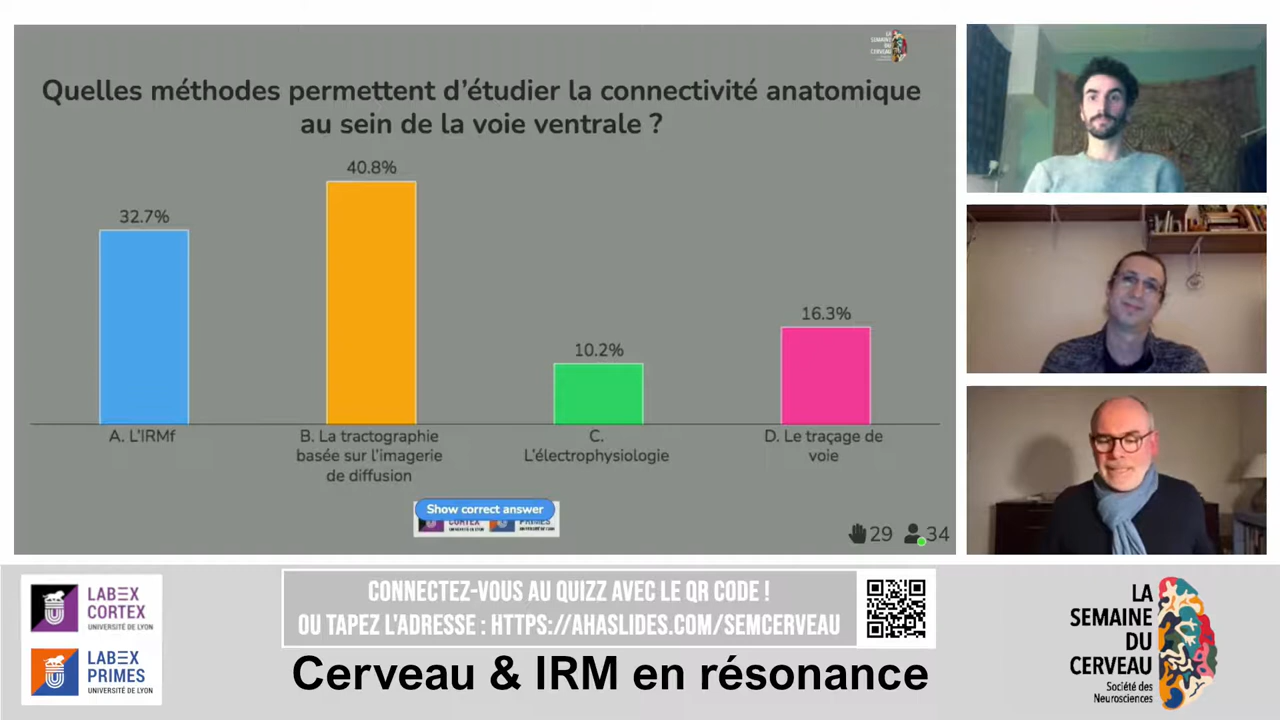 LA
SEMAINE
DU
CERVEAU
Quelles méthodes permettent d'étudier la connectivité anatomique
au sein de la voie ventrale ?
40.8%
32.7%
16.3%
10.2%
A. L'IRMf
B. La tractographie
basée sur l'imagerie
de diffusion
C.
L'électrophysiologie
D. Le traçage de
voie
Show correct answer
CORTEX
PRIMES
29
34
LABEX
CORTEX
UNIVERSITÉ DE LYON
LABEX
PRIMES
UNIVERSITÉ DE LYON
CONNECTEZ-VOUS AU QUIZZ AVEC LE QR CODE !
OU TAPEZ L'ADRESSE : HTTPS://AHASLIDES.COM/SEMCERVEAU
Cerveau & IRM en résonance
LA
SEMAINE
DU
CERVEAU
Société des
Neurosciences